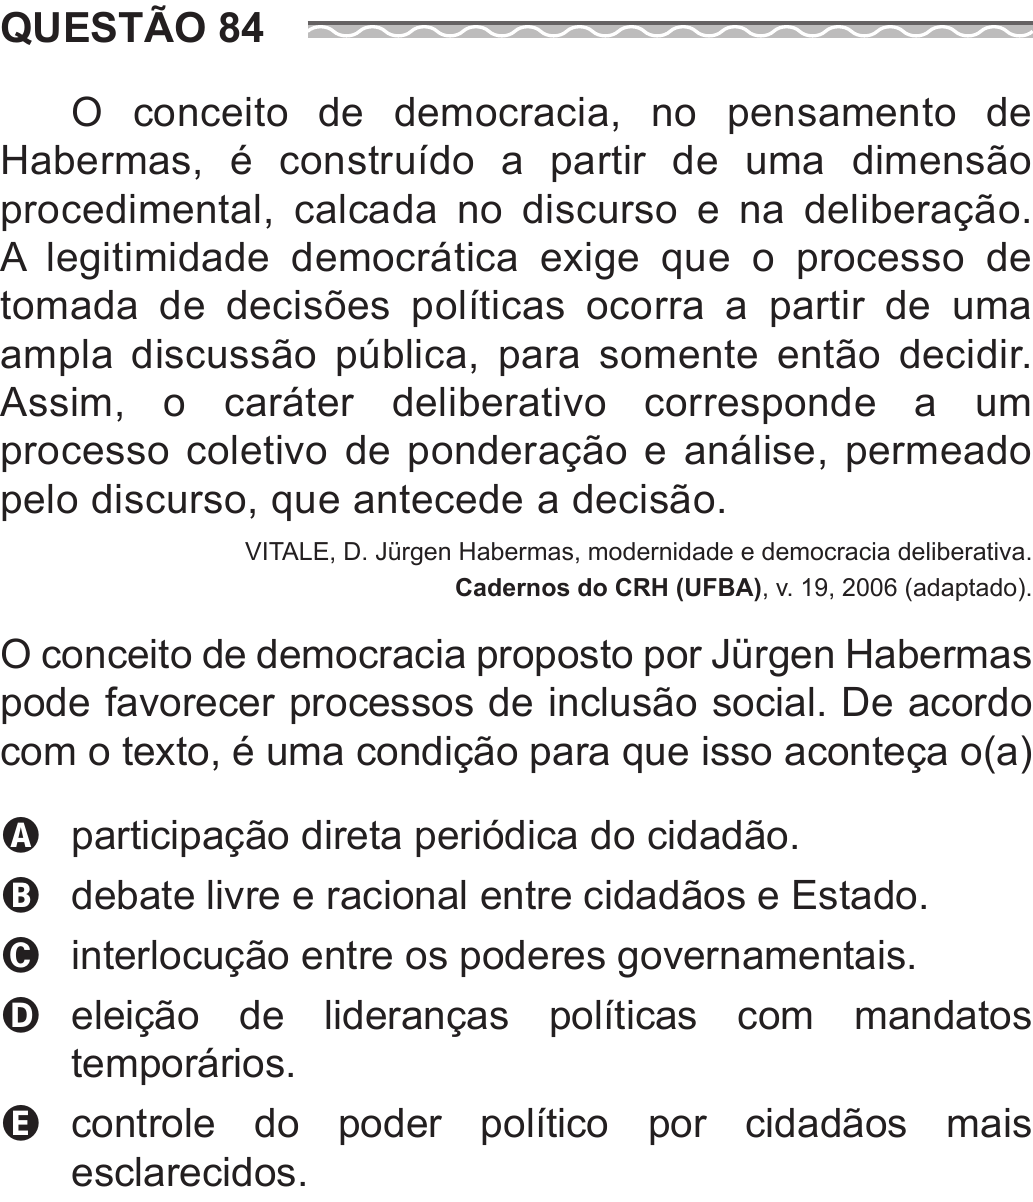 QUESTÃO 84
O conceito de democracia, no pensamento de
Habermas, é construído a partir de uma dimensão
procedimental, calcada no discurso e na deliberação.
A legitimidade democrática exige que o processo de
tomada de decisões políticas ocorra a partir de uma
ampla discussão pública, para somente então decidir.
Assim, o caráter deliberativo corresponde a um
processo coletivo de ponderação e análise, permeado
pelo discurso, que antecede a decisão.
VITALE, D. Jürgen Habermas, modernidade e democracia deliberativa.
Cadernos do CRH (UFBA), v. 19, 2006 (adaptado).
O conceito de democracia proposto por Jürgen Habermas
pode favorecer processos de inclusão social. De acordo
com o texto, é uma condição para que isso aconteça o(a)
A participação direta periódica do cidadão.
B debate livre e racional entre cidadãos e Estado.
C interlocução entre os poderes governamentais.
D eleição de lideranças políticas com mandatos
temporários.
E controle do poder político por cidadãos mais
esclarecidos.